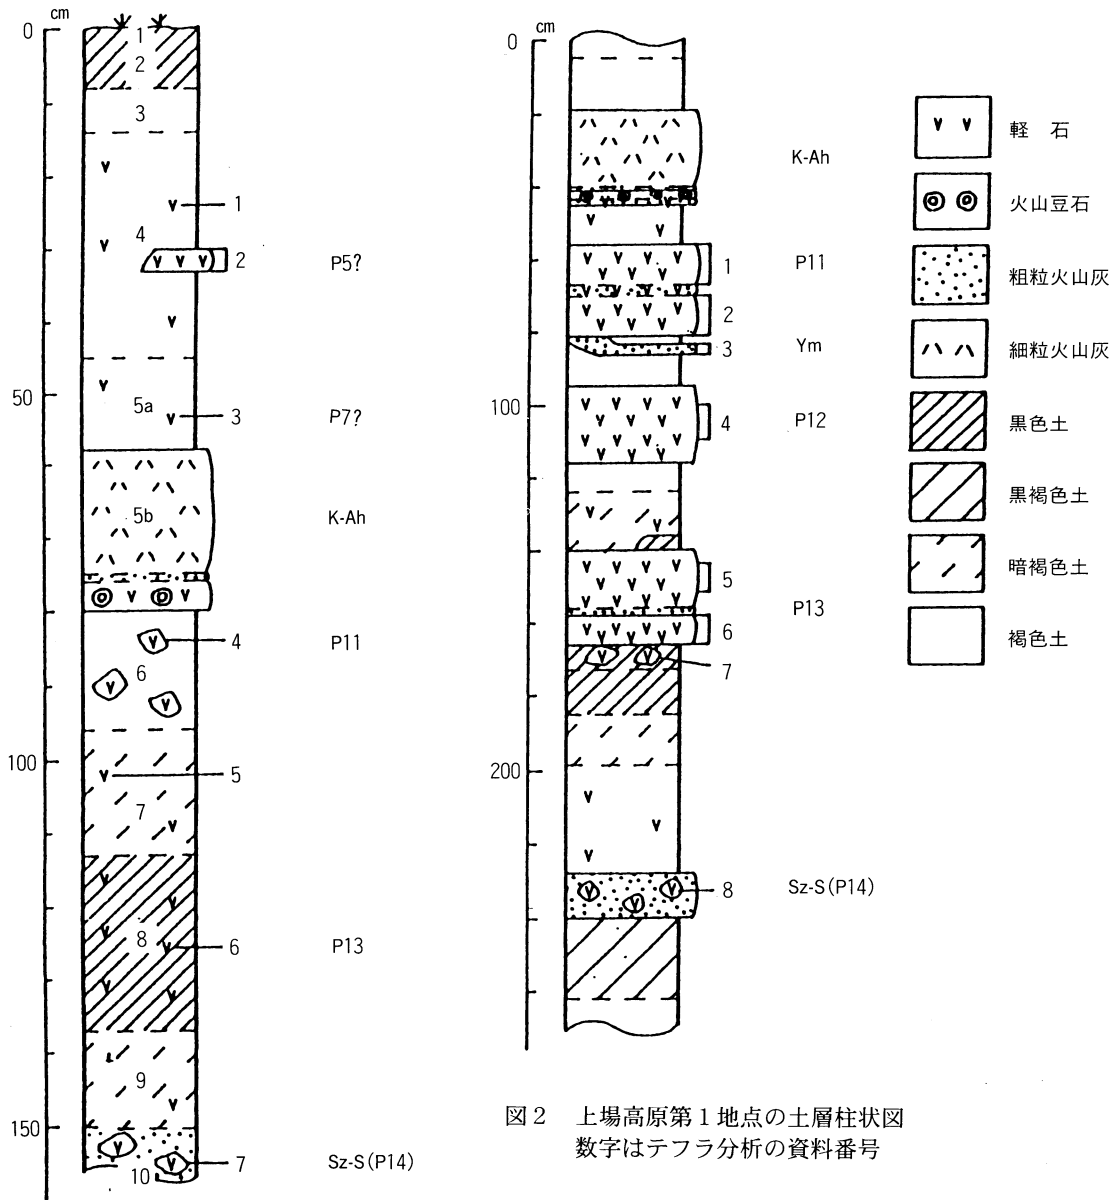 cm
0
1
2
3
1
4
2 P5?
50
5a
3 P7?
5b K-Ah
4 P11
6
100
5
7
8
6 P13
9
150
7 Sz-S(P14)
10
cm
0
K-Ah
1 P11
2
3 Ym
100
4 P12
5
P13
6
7
200
8 Sz-S(P14)
軽 石
火山豆石
粗粒火山灰
細粒火山灰
黒色土
黒褐色土
暗褐色土
褐色土
図2 上場高原第1地点の土層柱状図
数字はテフラ分析の資料番号